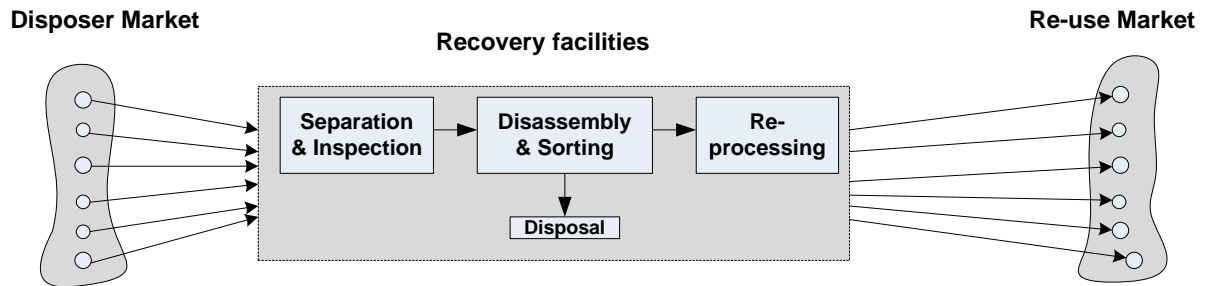 Disposer Market
Re-use Market
Recovery facilities
Separation
& Inspection
Disassembly
& Sorting
Re-
processing
Disposal